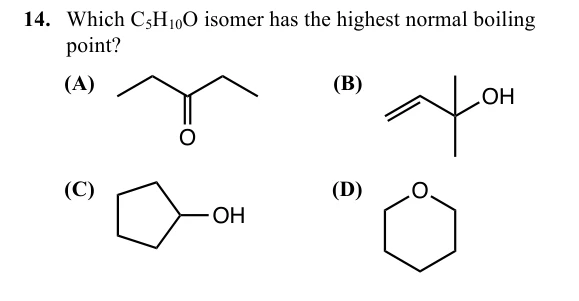 14. Which C₅H₁₀O isomer has the highest normal boiling
point?
(A)
O
(B)
OH
(C)
OH
(D)
O